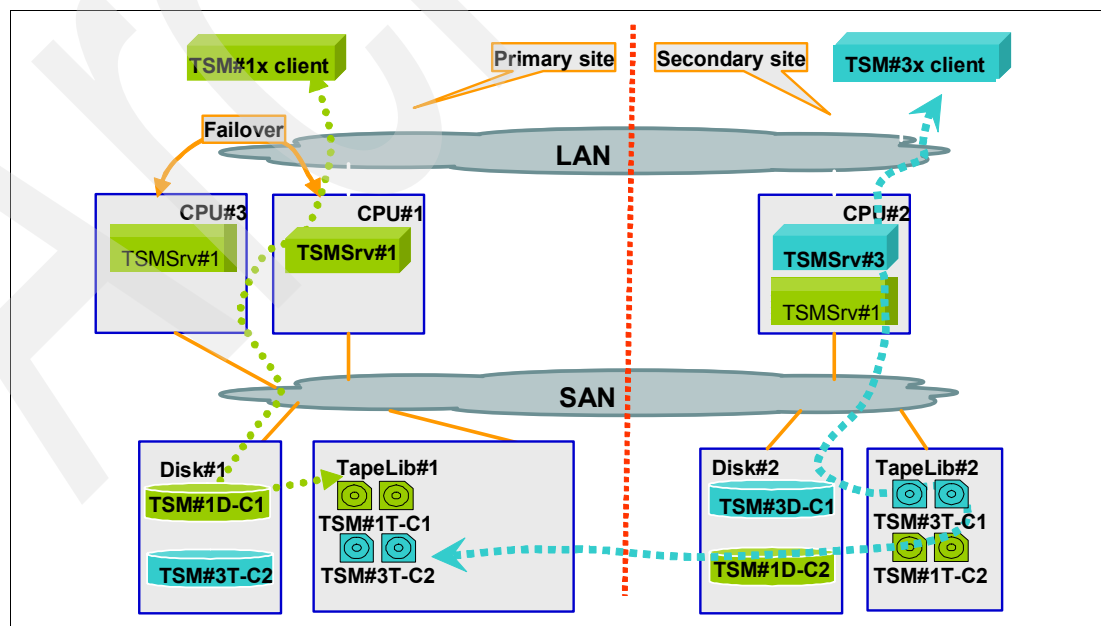 TSM#1x client
Primary site
Secondary site
TSM#3x client
Failover
LAN
CPU#3
TSMSrv#1
CPU#1
TSMSrv#1
CPU#2
TSMSrv#3
TSMSrv#1
SAN
Disk#1
TSM#1D-C1
TSM#3T-C2
TapeLib#1
TSM#1T-C1
TSM#3T-C2
Disk#2
TSM#3D-C1
TSM#1D-C2
TapeLib#2
TSM#3T-C1
TSM#1T-C2